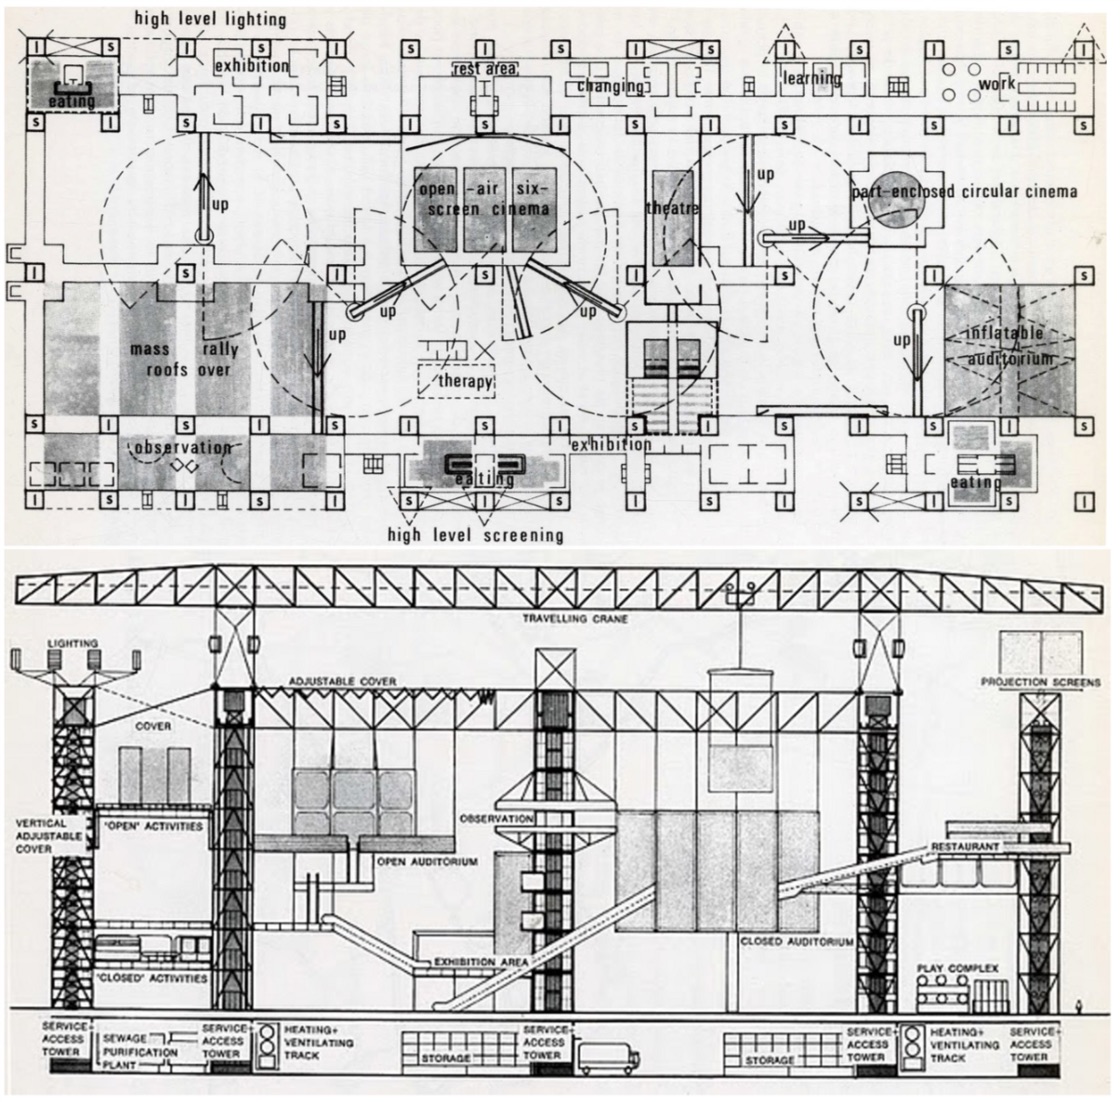 high level lighting
I S I S I S I S I S I S I S I
exhibition
rest area
changing
learning
work
eating
S I S I S I S I S I S I S I S
up
open-air six-
screen cinema
theatre
up
part-enclosed circular cinema
up
I S I S I S I S
up
up
up
up
mass rally
roofs over
therapy
inflatable
auditorium
S I S I S I S I S I S I S I S
observation
exhibition
eating
eating
I S I S I S I S I S I S I S I
high level screening
TRAVELLING CRANE
LIGHTING
ADJUSTABLE COVER
PROJECTION SCREENS
COVER
VERTICAL
ADJUSTABLE
COVER
"OPEN" ACTIVITIES
OBSERVATION
OPEN AUDITORIUM
RESTAURANT
CLOSED AUDITORIUM
EXHIBITION AREA
"CLOSED" ACTIVITIES
PLAY COMPLEX
SERVICE+
ACCESS
TOWER
SEWAGE
PURIFICATION
PLANT
SERVICE+
ACCESS
TOWER
HEATING+
VENTILATING
TRACK
STORAGE
SERVICE+
ACCESS
TOWER
STORAGE
SERVICE+
ACCESS
TOWER
HEATING+
VENTILATING
TRACK
SERVICE+
ACCESS
TOWER